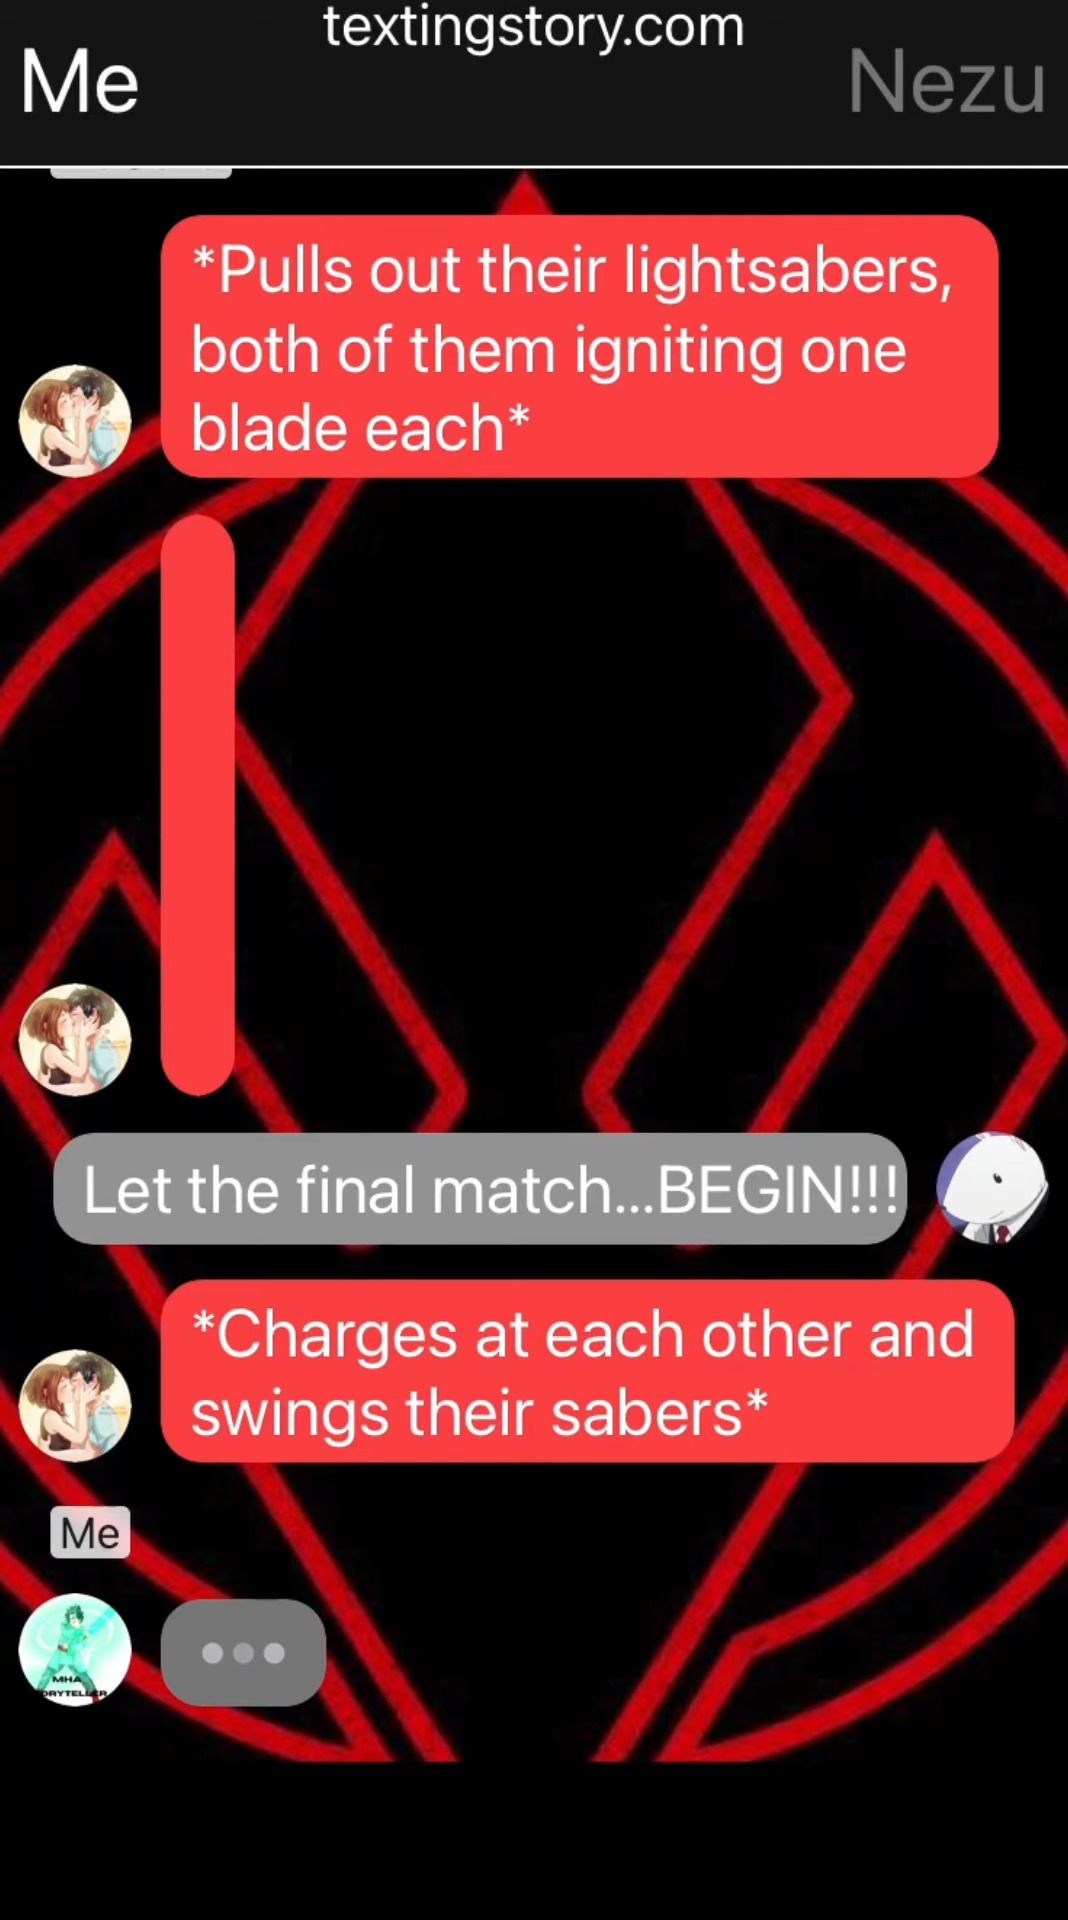 textingstory.com
Me
Nezu
*Pulls out their lightsabers,
both of them igniting one
blade each*
Let the final match...BEGIN!!!
*Charges at each other and
swings their sabers*
Me
MHA